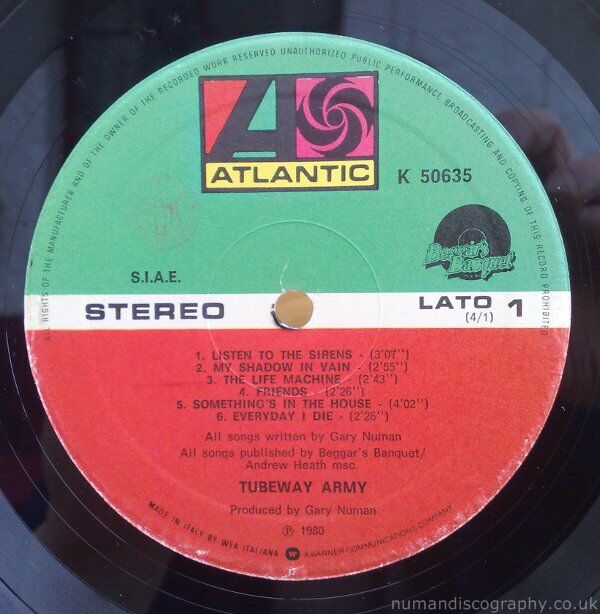 ALL RIGHTS OF THE MANUFACTURER AND OF THE OWNER OF THE RECORDED WORK RESERVED UNAUTHORIZED PUBLIC PERFORMANCE BROADCASTING AND COPYING OF THIS RECORD PROHIBITED
ATLANTIC
K 50635
Beggar's
Banquet
S.I.A.E.
STEREO
LATO 1
(4/1)
1. LISTEN TO THE SIRENS - (3'07'')
2. MY SHADOW IN VAIN - (2'55'')
3. THE LIFE MACHINE - (2'43'')
4. FRIENDS - (2'26'')
5. SOMETHING'S IN THE HOUSE - (4'02'')
6. EVERYDAY I DIE - (2'26'')
All songs written by Gary Numan
All songs published by Beggar's Banquet/
Andrew Heath msc.
TUBEWAY ARMY
Produced by Gary Numan
℗ 1980
MADE IN ITALY BY WEA ITALIANA A WARNER COMMUNICATIONS COMPANY
numandiscography.co.uk